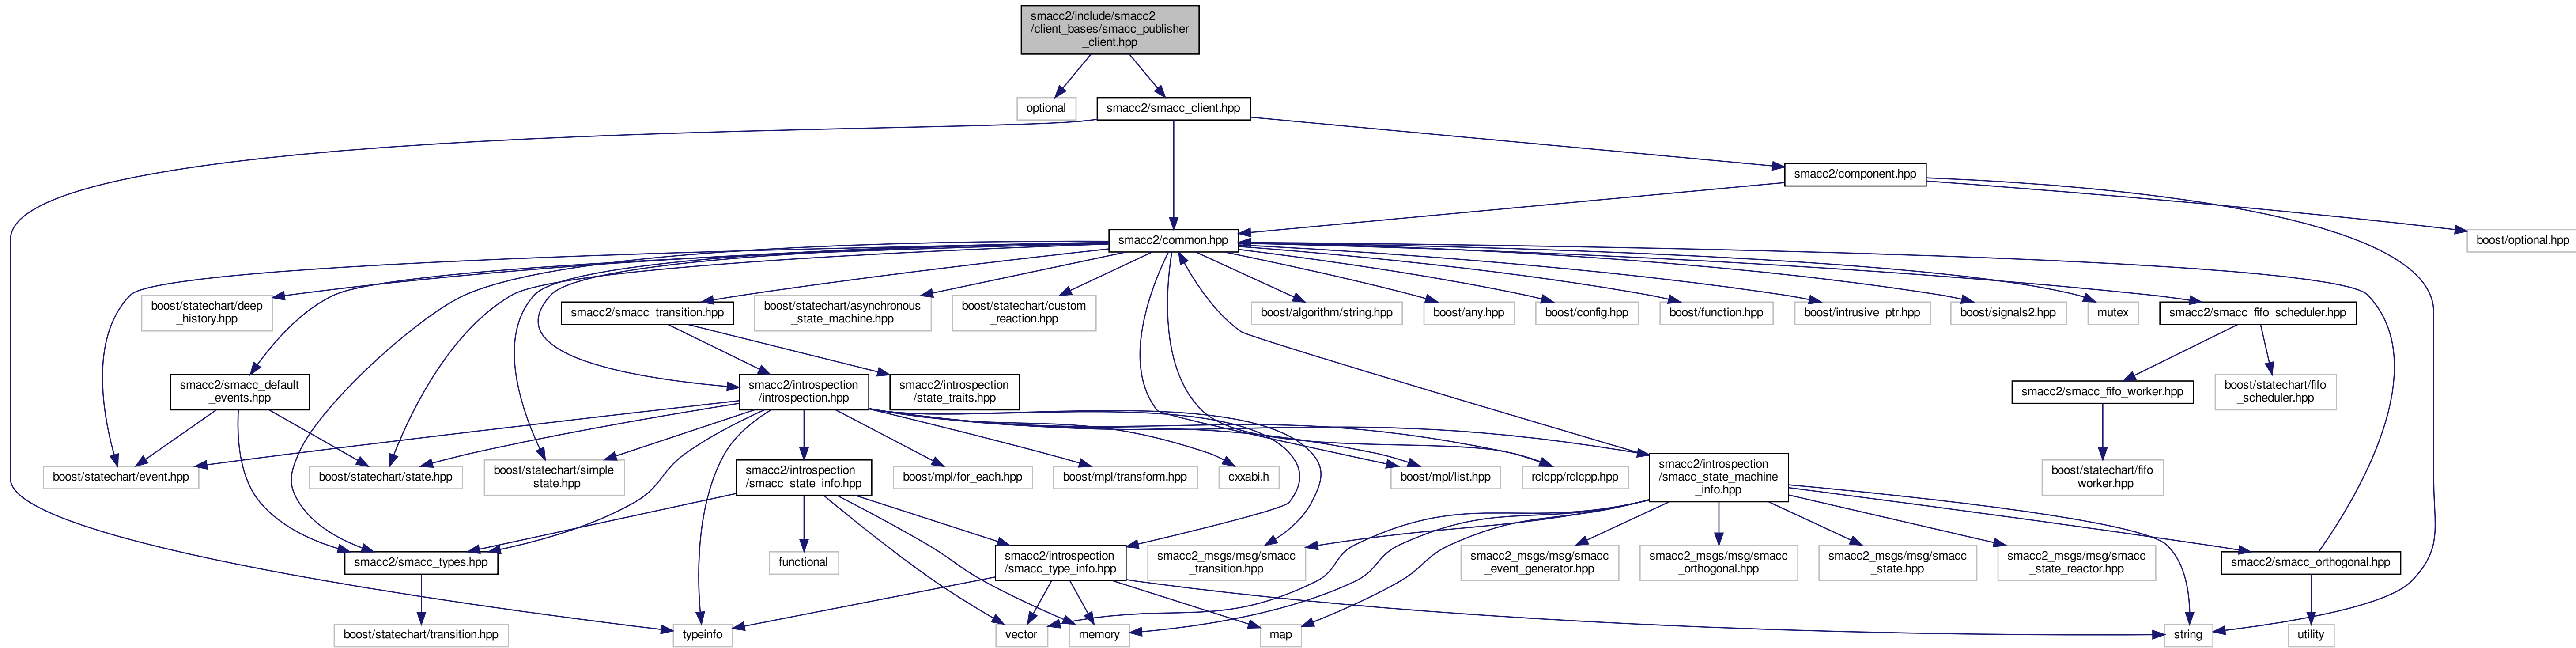 smacc2/include/smacc2
/client_bases/smacc_publisher
_client.hpp
optional
smacc2/smacc_client.hpp
smacc2/component.hpp
smacc2/common.hpp
boost/optional.hpp
boost/statechart/deep
_history.hpp
smacc2/smacc_transition.hpp
boost/statechart/asynchronous
_state_machine.hpp
boost/statechart/custom
_reaction.hpp
boost/algorithm/string.hpp
boost/any.hpp
boost/config.hpp
boost/function.hpp
boost/intrusive_ptr.hpp
boost/signals2.hpp
mutex
smacc2/smacc_fifo_scheduler.hpp
smacc2/smacc_default
_events.hpp
smacc2/introspection
/introspection.hpp
smacc2/introspection
/state_traits.hpp
smacc2/smacc_fifo_worker.hpp
boost/statechart/fifo
_scheduler.hpp
boost/statechart/event.hpp
boost/statechart/state.hpp
boost/statechart/simple
_state.hpp
smacc2/introspection
/smacc_state_info.hpp
boost/mpl/for_each.hpp
boost/mpl/transform.hpp
cxxabi.h
boost/mpl/list.hpp
rclcpp/rclcpp.hpp
smacc2/introspection
/smacc_state_machine
_info.hpp
boost/statechart/fifo
_worker.hpp
smacc2/smacc_types.hpp
functional
smacc2/introspection
/smacc_type_info.hpp
smacc2_msgs/msg/smacc
_transition.hpp
smacc2_msgs/msg/smacc
_event_generator.hpp
smacc2_msgs/msg/smacc
_orthogonal.hpp
smacc2_msgs/msg/smacc
_state.hpp
smacc2_msgs/msg/smacc
_state_reactor.hpp
smacc2/smacc_orthogonal.hpp
boost/statechart/transition.hpp
typeinfo
vector
memory
map
string
utility